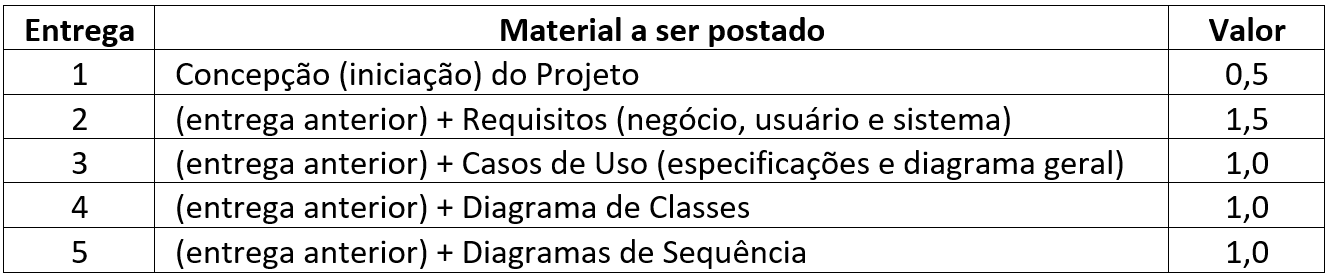 Entrega Material a ser postado Valor
1 Concepção (iniciação) do Projeto 0,5
2 (entrega anterior) + Requisitos (negócio, usuário e sistema) 1,5
3 (entrega anterior) + Casos de Uso (especificações e diagrama geral) 1,0
4 (entrega anterior) + Diagrama de Classes 1,0
5 (entrega anterior) + Diagramas de Sequência 1,0